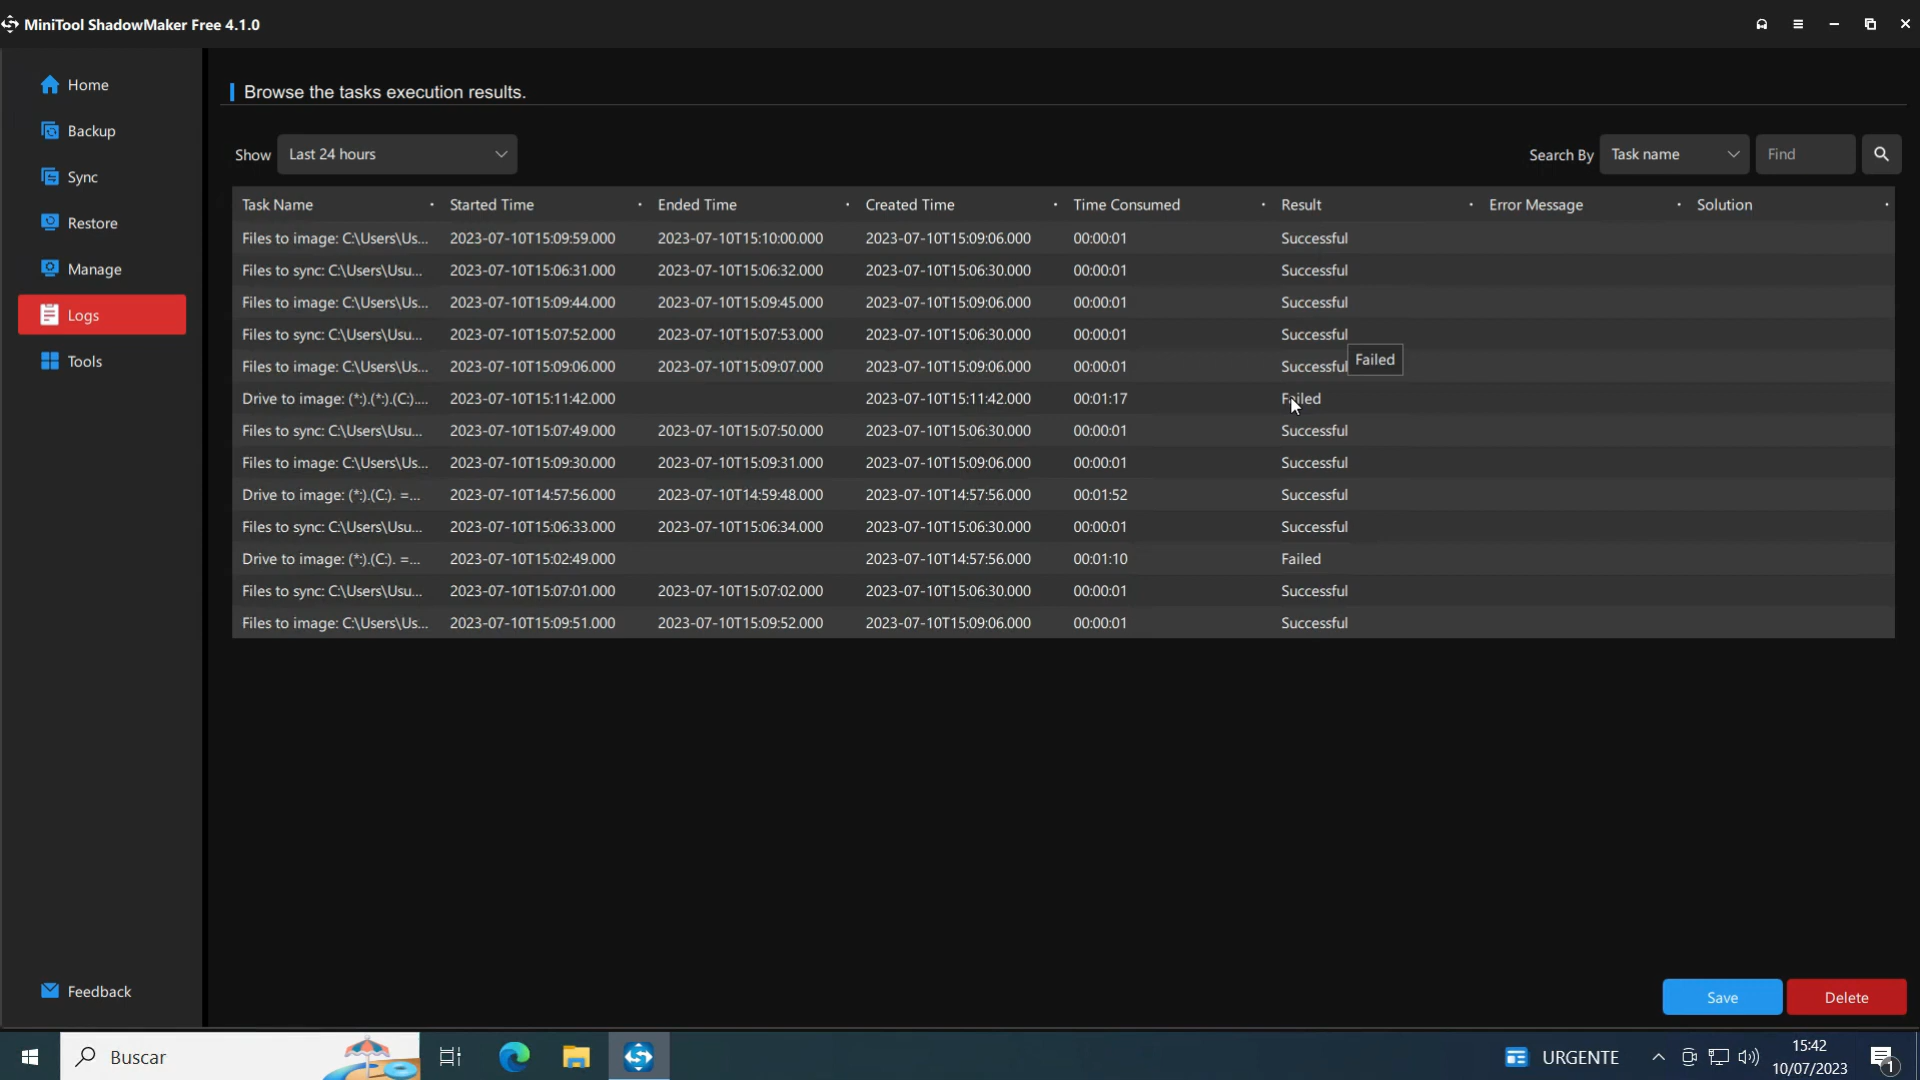 MiniTool ShadowMaker Free 4.1.0
Home
Backup
Sync
Restore
Manage
Logs
Tools
Feedback
Browse the tasks execution results.
Show Last 24 hours Search By Task name Find
Task Name Started Time Ended Time Created Time Time Consumed Result Error Message Solution
Files to image: C:\Users\Us... 2023-07-10T15:09:59.000 2023-07-10T15:10:00.000 2023-07-10T15:09:06.000 00:00:01 Successful
Files to sync: C:\Users\Usu... 2023-07-10T15:06:31.000 2023-07-10T15:06:32.000 2023-07-10T15:06:30.000 00:00:01 Successful
Files to image: C:\Users\Us... 2023-07-10T15:09:44.000 2023-07-10T15:09:45.000 2023-07-10T15:09:06.000 00:00:01 Successful
Files to sync: C:\Users\Usu... 2023-07-10T15:07:52.000 2023-07-10T15:07:53.000 2023-07-10T15:06:30.000 00:00:01 Successful
Files to image: C:\Users\Us... 2023-07-10T15:09:06.000 2023-07-10T15:09:07.000 2023-07-10T15:09:06.000 00:00:01 Successful
Failed
Drive to image: (*:).(*:).(C:).... 2023-07-10T15:11:42.000 2023-07-10T15:11:42.000 00:01:17 Failed
Files to sync: C:\Users\Usu... 2023-07-10T15:07:49.000 2023-07-10T15:07:50.000 2023-07-10T15:06:30.000 00:00:01 Successful
Files to image: C:\Users\Us... 2023-07-10T15:09:30.000 2023-07-10T15:09:31.000 2023-07-10T15:09:06.000 00:00:01 Successful
Drive to image: (*:).(C:). =... 2023-07-10T14:57:56.000 2023-07-10T14:59:48.000 2023-07-10T14:57:56.000 00:01:52 Successful
Files to sync: C:\Users\Usu... 2023-07-10T15:06:33.000 2023-07-10T15:06:34.000 2023-07-10T15:06:30.000 00:00:01 Successful
Drive to image: (*:).(C:). =... 2023-07-10T15:02:49.000 2023-07-10T14:57:56.000 00:01:10 Failed
Files to sync: C:\Users\Usu... 2023-07-10T15:07:01.000 2023-07-10T15:07:02.000 2023-07-10T15:06:30.000 00:00:01 Successful
Files to image: C:\Users\Us... 2023-07-10T15:09:51.000 2023-07-10T15:09:52.000 2023-07-10T15:09:06.000 00:00:01 Successful
Save Delete
Buscar
URGENTE
15:42
10/07/2023
1